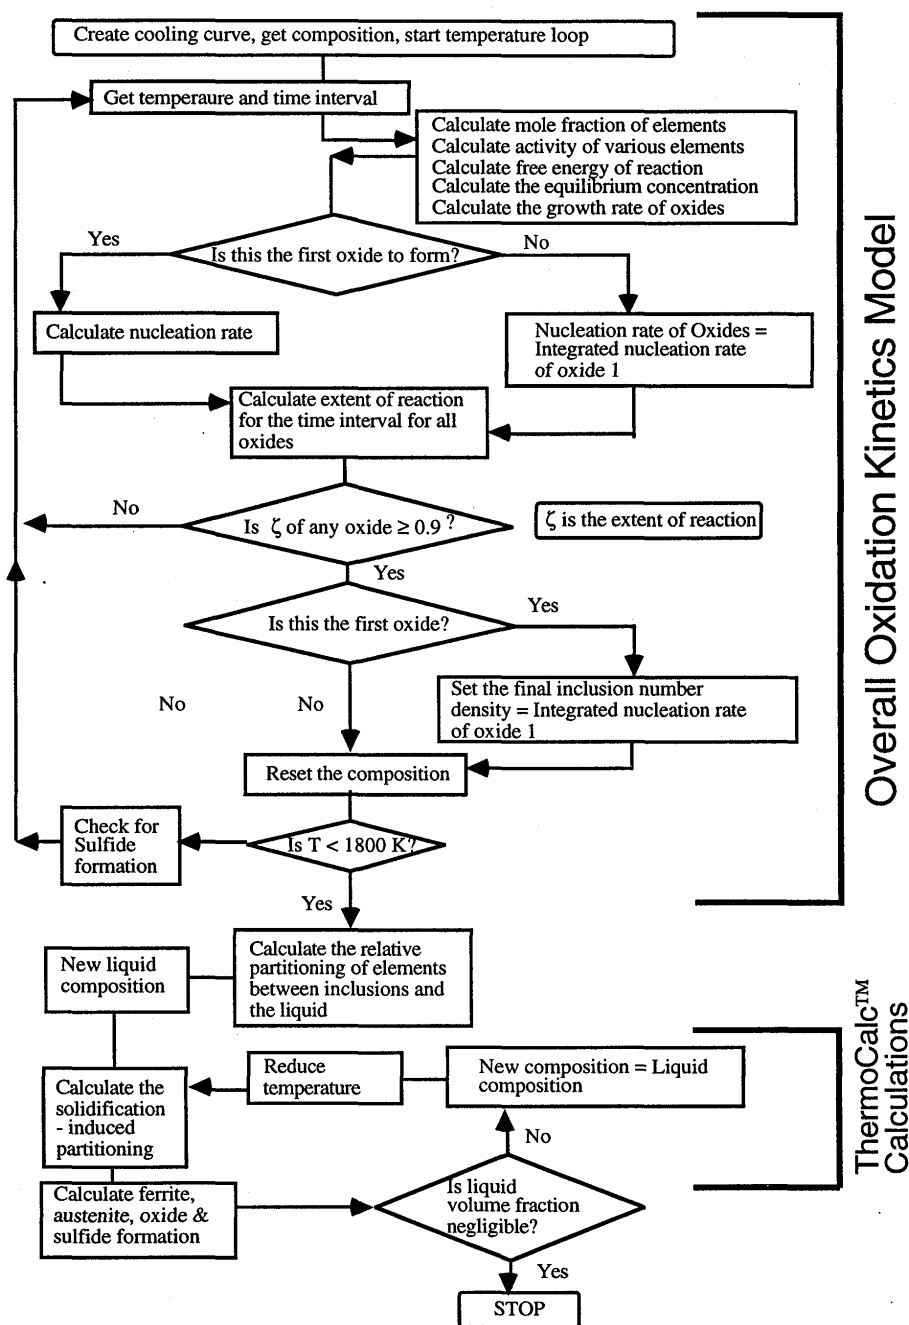 Create cooling curve, get composition, start temperature loop
Get temperaure and time interval
Calculate mole fraction of elements
Calculate activity of various elements
Calculate free energy of reaction
Calculate the equilibrium concentration
Calculate the growth rate of oxides
Yes
Is this the first oxide to form?
No
Calculate nucleation rate
Nucleation rate of Oxides =
Integrated nucleation rate
of oxide 1
Calculate extent of reaction
for the time interval for all
oxides
No
Is ζ of any oxide ≥ 0.9 ?
ζ is the extent of reaction
Yes
Is this the first oxide?
Yes
No
No
Set the final inclusion number
density = Integrated nucleation rate
of oxide 1
Reset the composition
Check for
Sulfide
formation
Is T < 1800 K?
Yes
Calculate the relative
partitioning of elements
between inclusions and
the liquid
New liquid
composition
Overall Oxidation Kinetics Model
Calculate the
solidification
- induced
partitioning
Reduce
temperature
New composition = Liquid
composition
No
Calculate ferrite,
austenite, oxide &
sulfide formation
Is liquid
volume fraction
negligible?
Yes
STOP
ThermoCalc™
Calculations